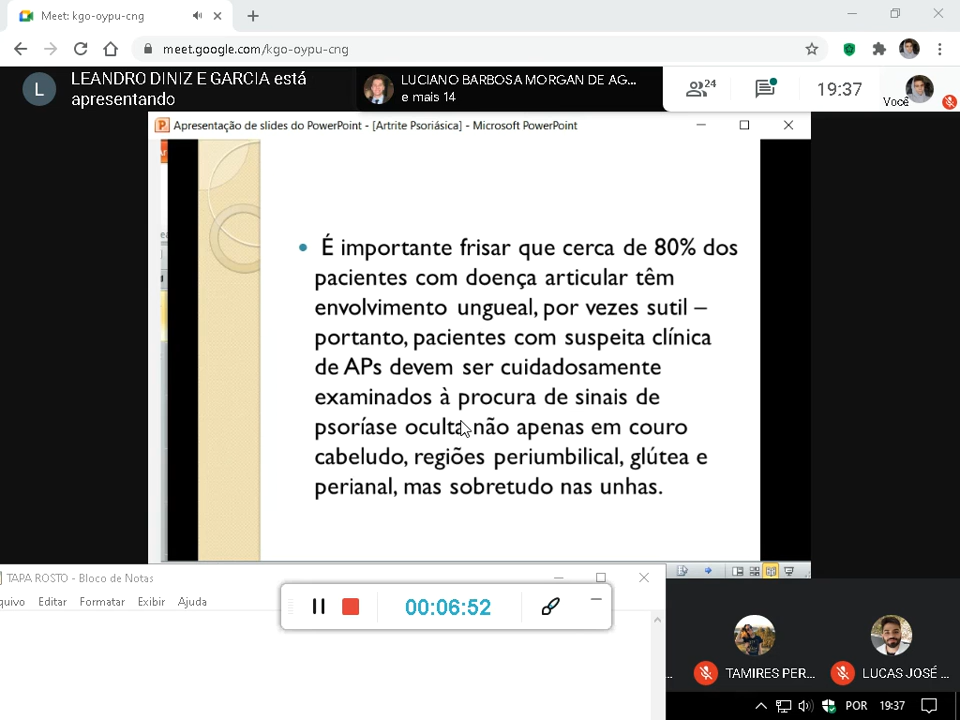 Meet: kgo-oypu-cng
meet.google.com/kgo-oypu-cng
L
LEANDRO DINIZ E GARCIA está
apresentando
LUCIANO BARBOSA MORGAN DE AG...
e mais 14
24
19:37
Você
Apresentação de slides do PowerPoint - [Artrite Psoriásica] - Microsoft PowerPoint
• É importante frisar que cerca de 80% dos
pacientes com doença articular têm
envolvimento ungueal, por vezes sutil –
portanto, pacientes com suspeita clínica
de APs devem ser cuidadosamente
examinados à procura de sinais de
psoríase oculta não apenas em couro
cabeludo, regiões periumbilical, glútea e
perianal, mas sobretudo nas unhas.
TAPA ROSTO - Bloco de Notas
quivo Editar Formatar Exibir Ajuda
00:06:52
TAMIRES PER...
LUCAS JOSÉ ...
POR 19:37